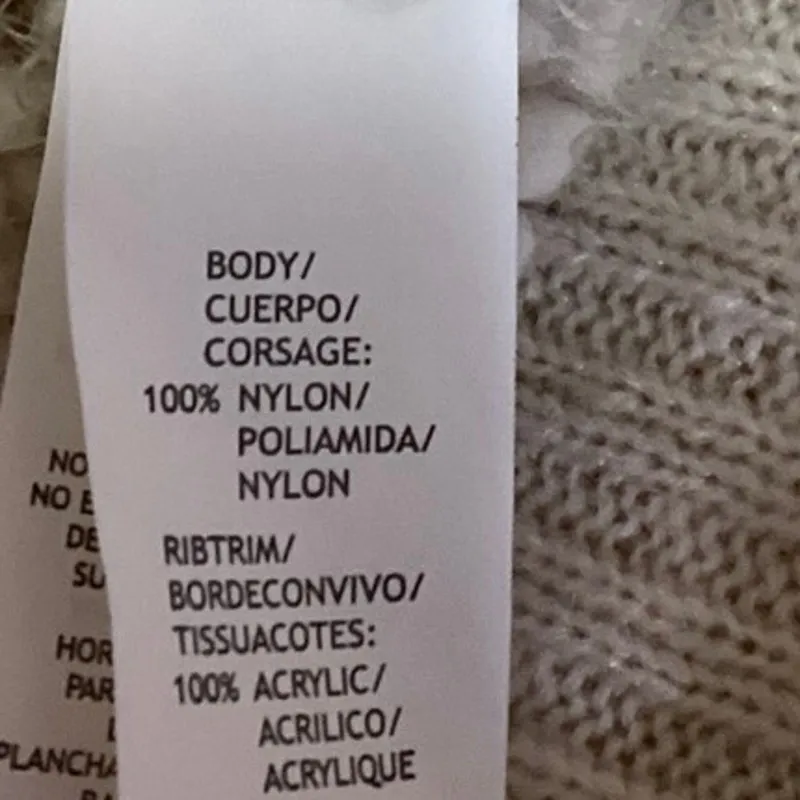 BODY/
CUERPO/
CORSAGE:
100% NYLON/
POLIAMIDA/
NYLON
RIBTRIM/
BORDECONVIVO/
TISSUACOTES:
100% ACRYLIC/
ACRILICO/
ACRYLIQUE
NO
NO E
DE
SU
HOR
PAR
PLANCHA